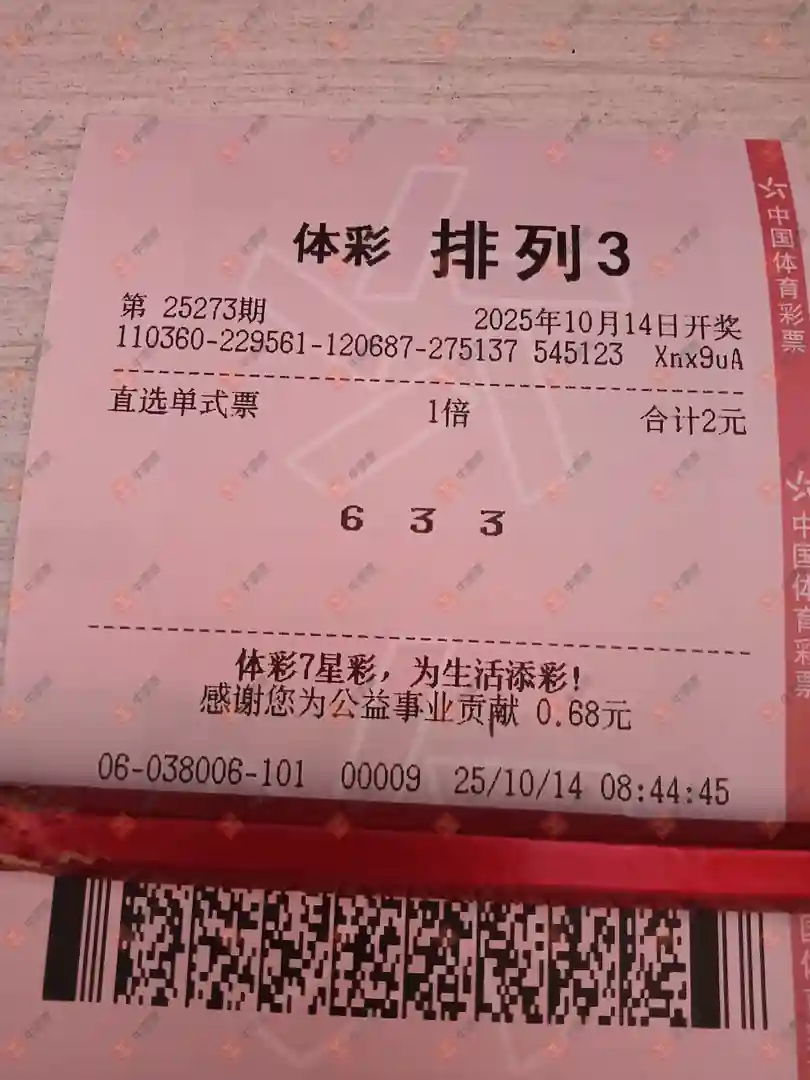 体彩 排列3
第 25273期 2025年10月14日开奖
110360-229561-120687-275137 545123 Xnx9uA
直选单式票 1倍 合计2元
6 3 3
体彩7星彩，为生活添彩!
感谢您为公益事业贡献 0.68元
06-038006-101 00009 25/10/14 08:44:45
中国体育彩票
中国体育彩票